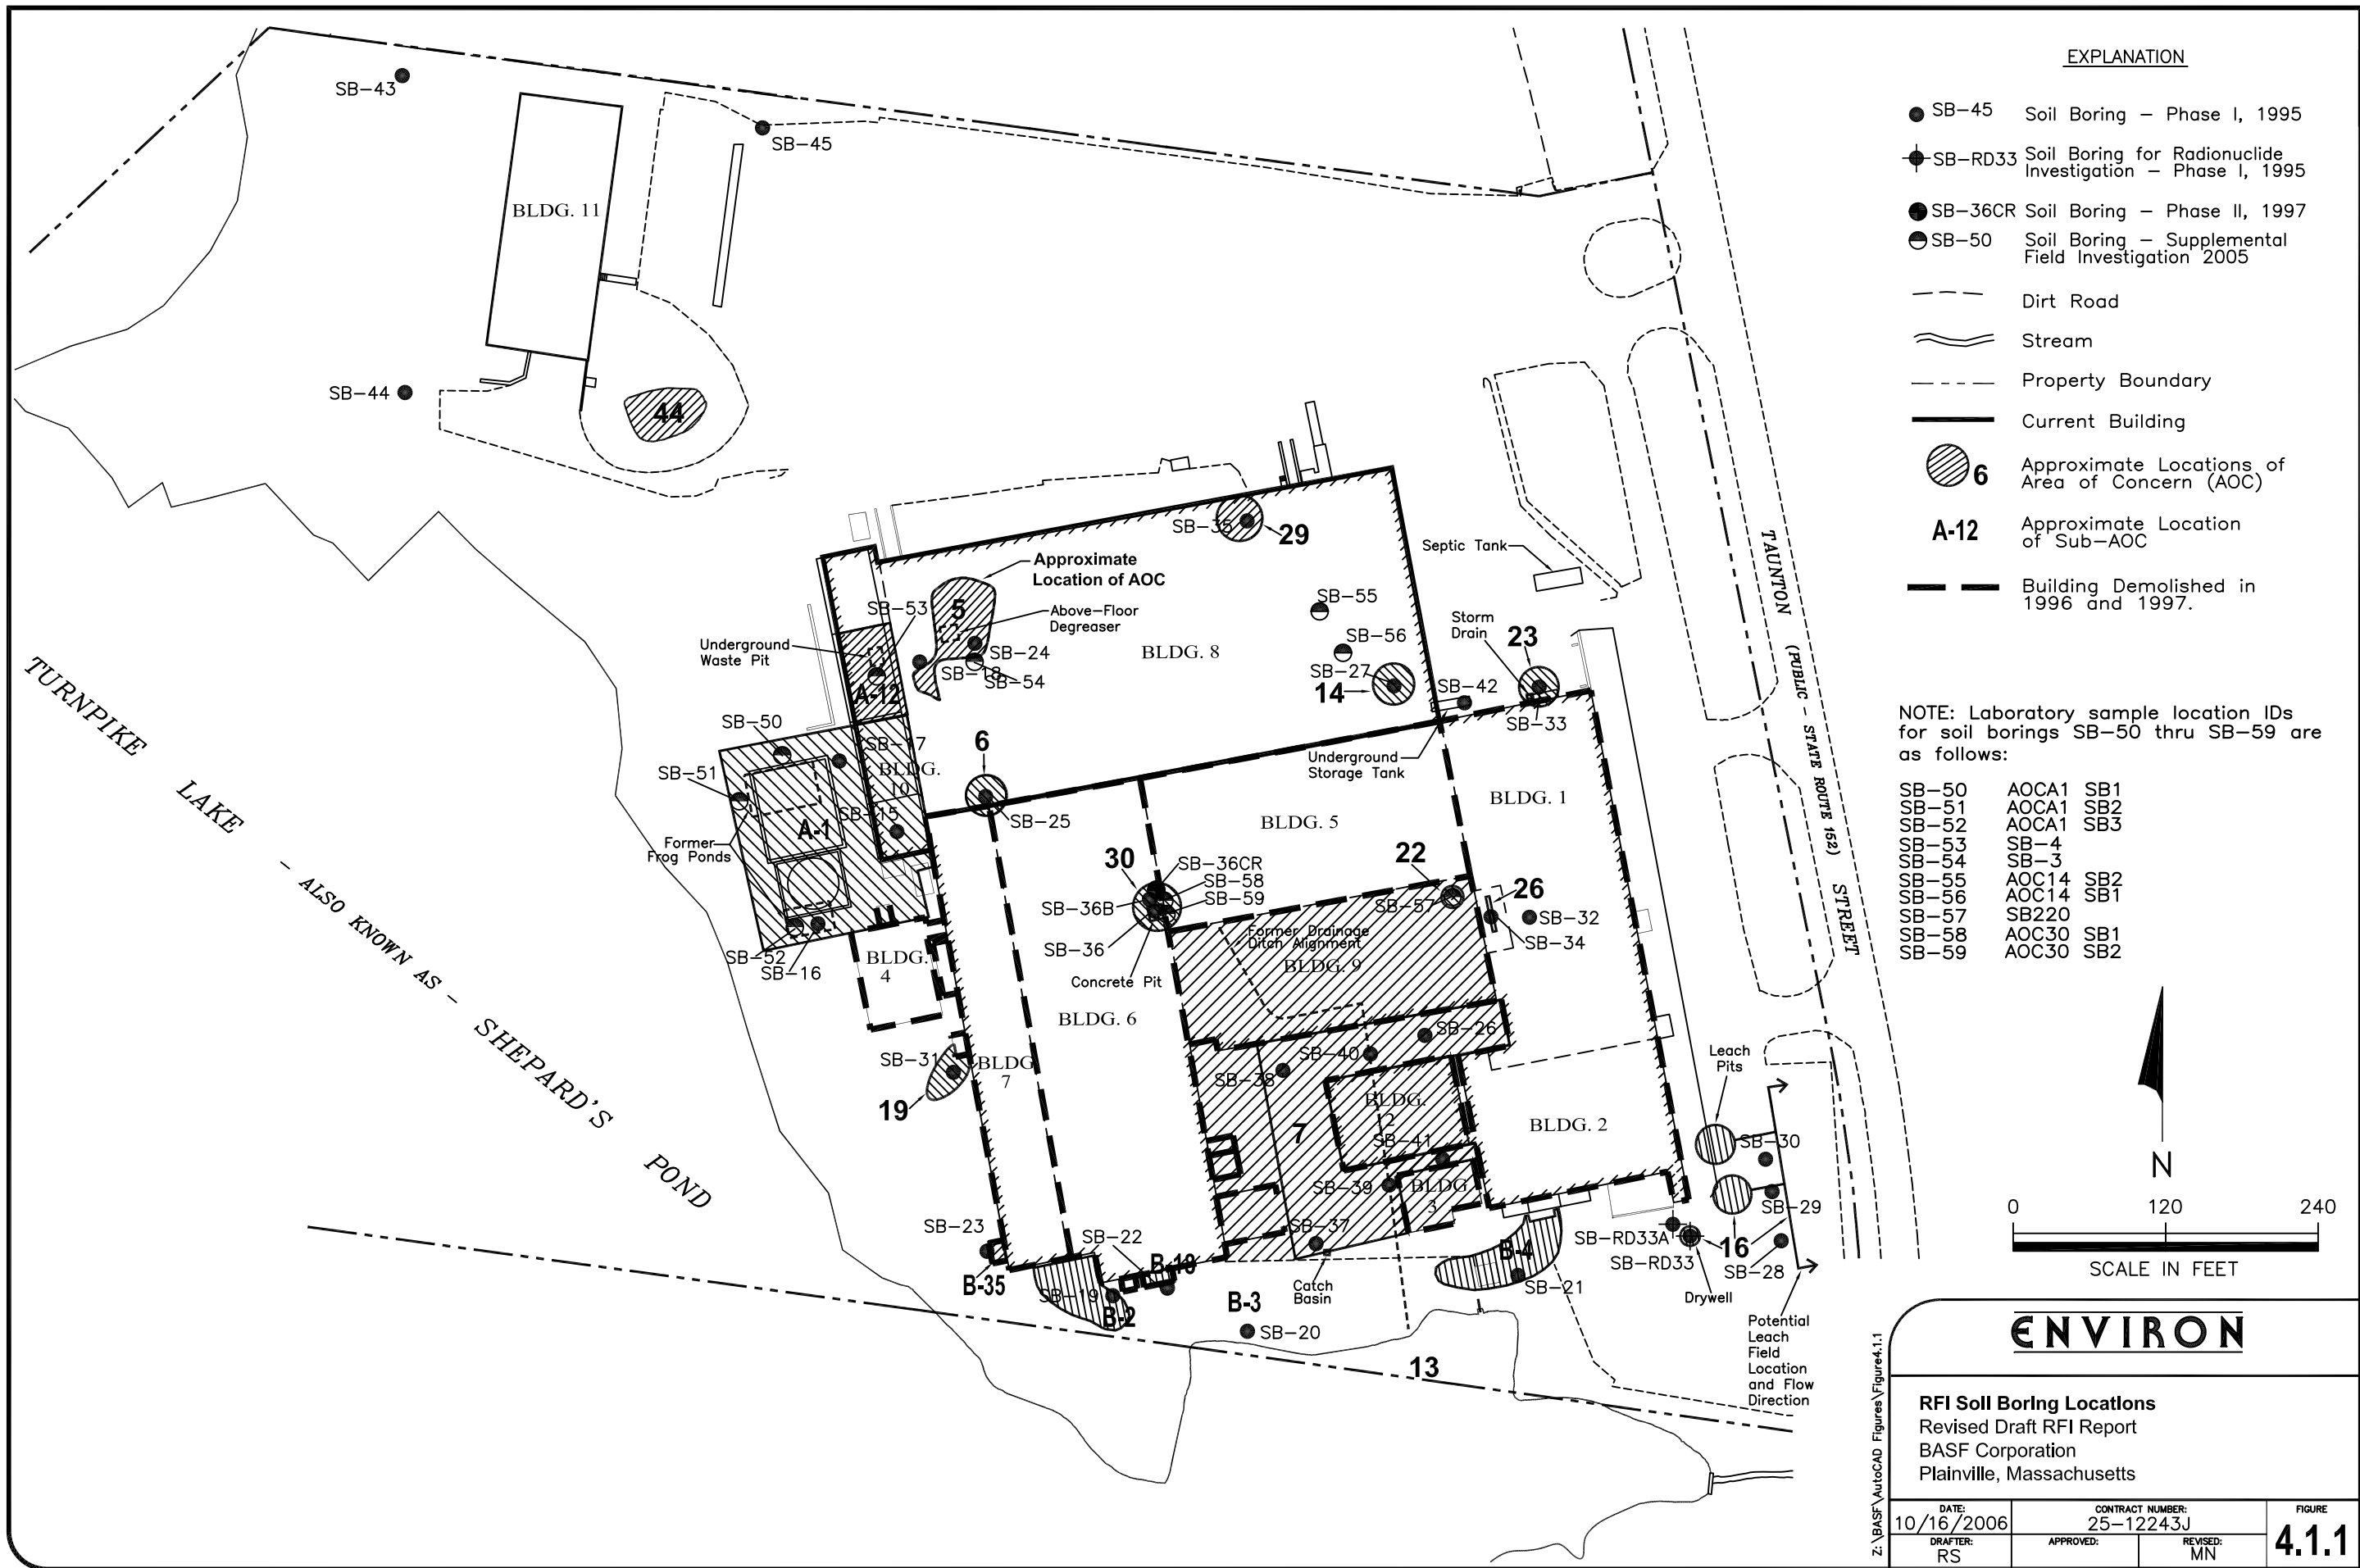 EXPLANATION
SB-45 Soil Boring - Phase I, 1995
SB-RD33 Soil Boring for Radionuclide
Investigation - Phase I, 1995
SB-36CR Soil Boring - Phase II, 1997
SB-50 Soil Boring - Supplemental
Field Investigation 2005
Dirt Road
Stream
Property Boundary
Current Building
6 Approximate Locations of
Area of Concern (AOC)
A-12 Approximate Location
of Sub-AOC
Building Demolished in
1996 and 1997.
NOTE: Laboratory sample location IDs
for soil borings SB-50 thru SB-59 are
as follows:
SB-50 AOCA1 SB1
SB-51 AOCA1 SB2
SB-52 AOCA1 SB3
SB-53 SB-4
SB-54 SB-3
SB-55 AOC14 SB2
SB-56 AOC14 SB1
SB-57 SB220
SB-58 AOC30 SB1
SB-59 AOC30 SB2
N
0 120 240
SCALE IN FEET
SB-43
SB-45
BLDG. 11
SB-44
44
SB-35
29
Approximate
Location of AOC
Septic Tank
SB-53
5
Above-Floor
Degreaser
SB-55
Underground
Waste Pit
SB-24
SB-18
SB-54
BLDG. 8
SB-56
Storm
Drain
23
SB-27
14
SB-42
A-12
SB-33
SB-50
SB-17
6
BLDG.
10
SB-51
Underground
Storage Tank
BLDG. 1
SB-15
A-1
SB-25
BLDG. 5
Former
Frog Ponds
30
SB-36CR
SB-58
SB-59
22
26
SB-36B
SB-57
SB-32
SB-34
SB-36
Former Drainage
Ditch Alignment
SB-52
SB-16
BLDG.
4
Concrete Pit
BLDG. 9
BLDG. 6
SB-26
SB-40
SB-31
BLDG
7
SB-38
19
BLDG.
2
7
SB-41
BLDG. 2
Leach
Pits
SB-30
SB-39
BLDG
3
SB-29
SB-23
SB-22
SB-37
SB-RD33A
16
SB-RD33
SB-28
B-35
B-18
B-4
SB-21
SB-19
B-2
B-3
Catch
Basin
Drywell
SB-20
13
Potential
Leach
Field
Location
and Flow
Direction
TURNPIKE LAKE - ALSO KNOWN AS - SHEPARD'S POND
TAUNTON (PUBLIC - STATE ROUTE 152) STREET
Z:\BASF\AutoCAD Figures\Figure4.1.1
ENVIRON
RFI Soil Boring Locations
Revised Draft RFI Report
BASF Corporation
Plainville, Massachusetts
DATE: CONTRACT NUMBER: FIGURE
10/16/2006 25-12243J 4.1.1
DRAFTER: APPROVED: REVISED:
RS MN